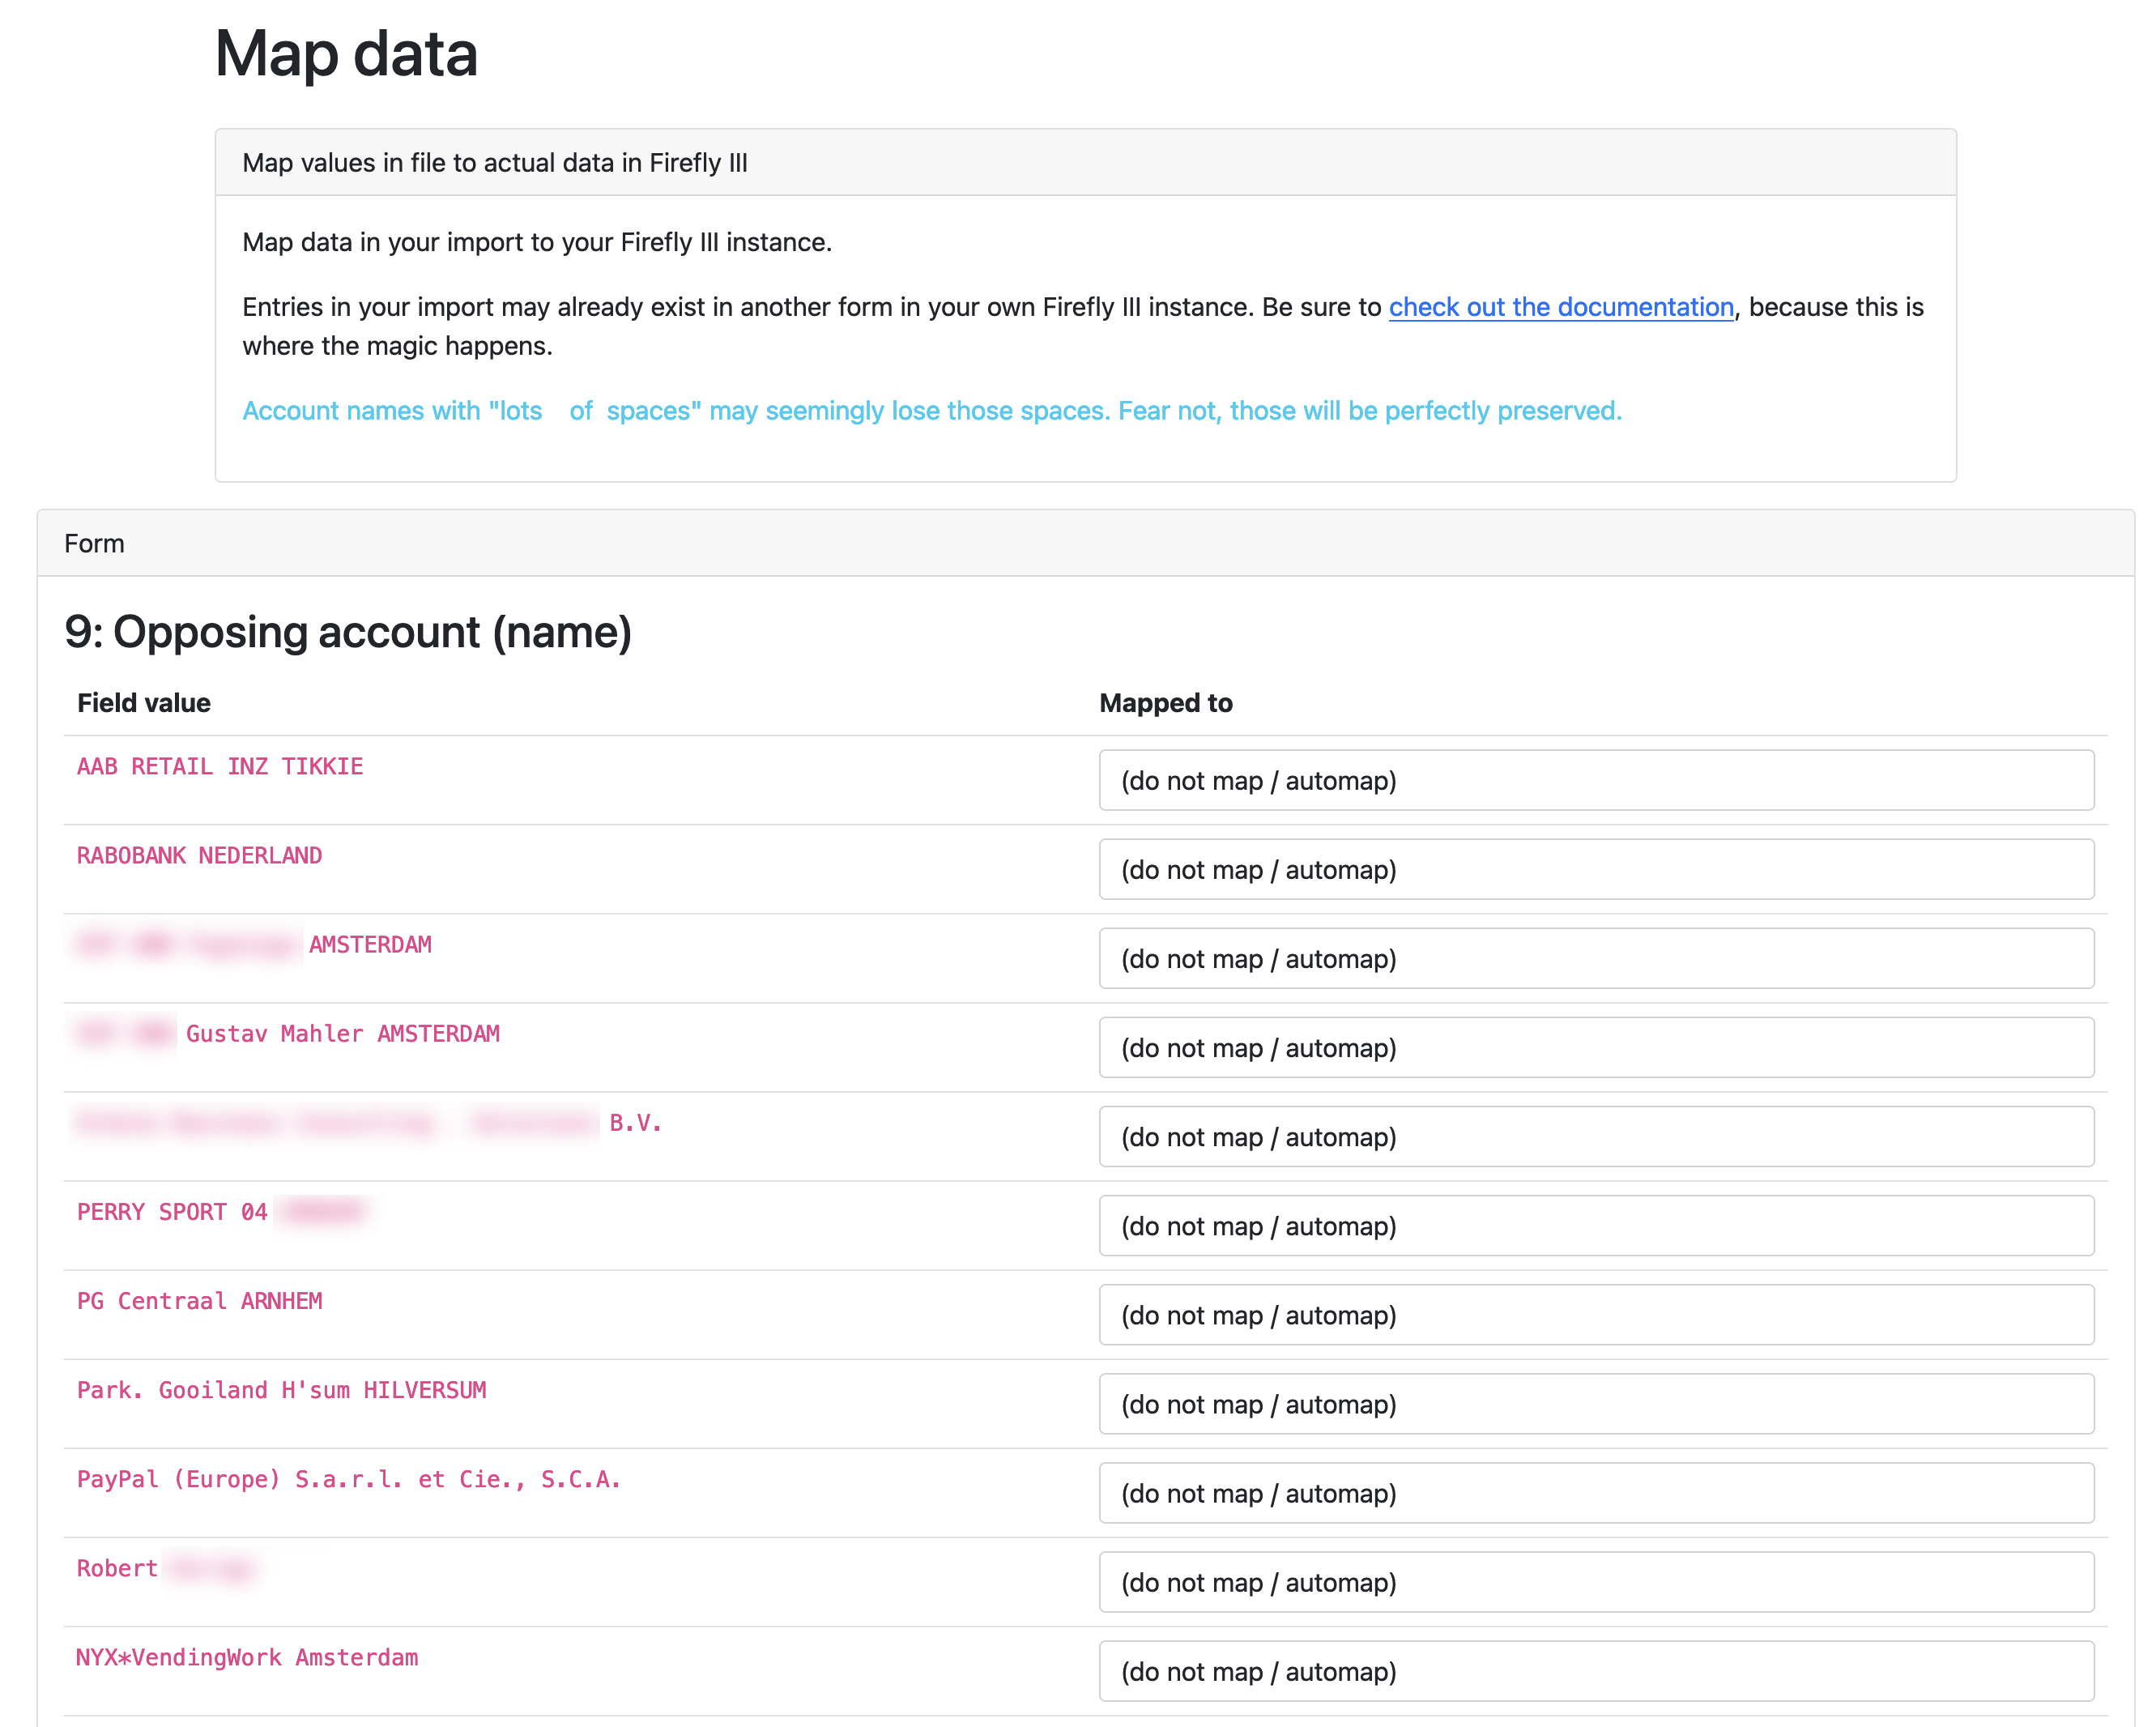 Map data
Map values in file to actual data in Firefly III
Map data in your import to your Firefly III instance.
Entries in your import may already exist in another form in your own Firefly III instance. Be sure to check out the documentation, because this is
where the magic happens.
Account names with "lots   of  spaces" may seemingly lose those spaces. Fear not, those will be perfectly preserved.
Form
9: Opposing account (name)
Field value Mapped to
AAB RETAIL INZ TIKKIE (do not map / automap)
RABOBANK NEDERLAND (do not map / automap)
AMSTERDAM (do not map / automap)
Gustav Mahler AMSTERDAM (do not map / automap)
B.V. (do not map / automap)
PERRY SPORT 04 (do not map / automap)
PG Centraal ARNHEM (do not map / automap)
Park. Gooiland H'sum HILVERSUM (do not map / automap)
PayPal (Europe) S.a.r.l. et Cie., S.C.A. (do not map / automap)
Robert (do not map / automap)
NYX*VendingWork Amsterdam (do not map / automap)